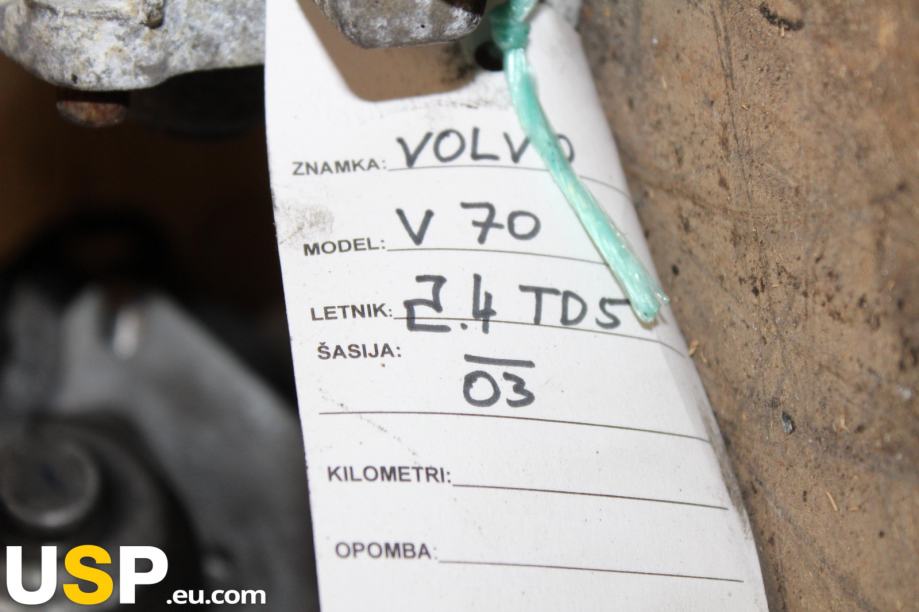 ZNAMKA: VOLVO
MODEL: V 70
LETNIK: 2.4 TD5
ŠASIJA: 03
KILOMETRI:
OPOMBA:
USP.eu.com